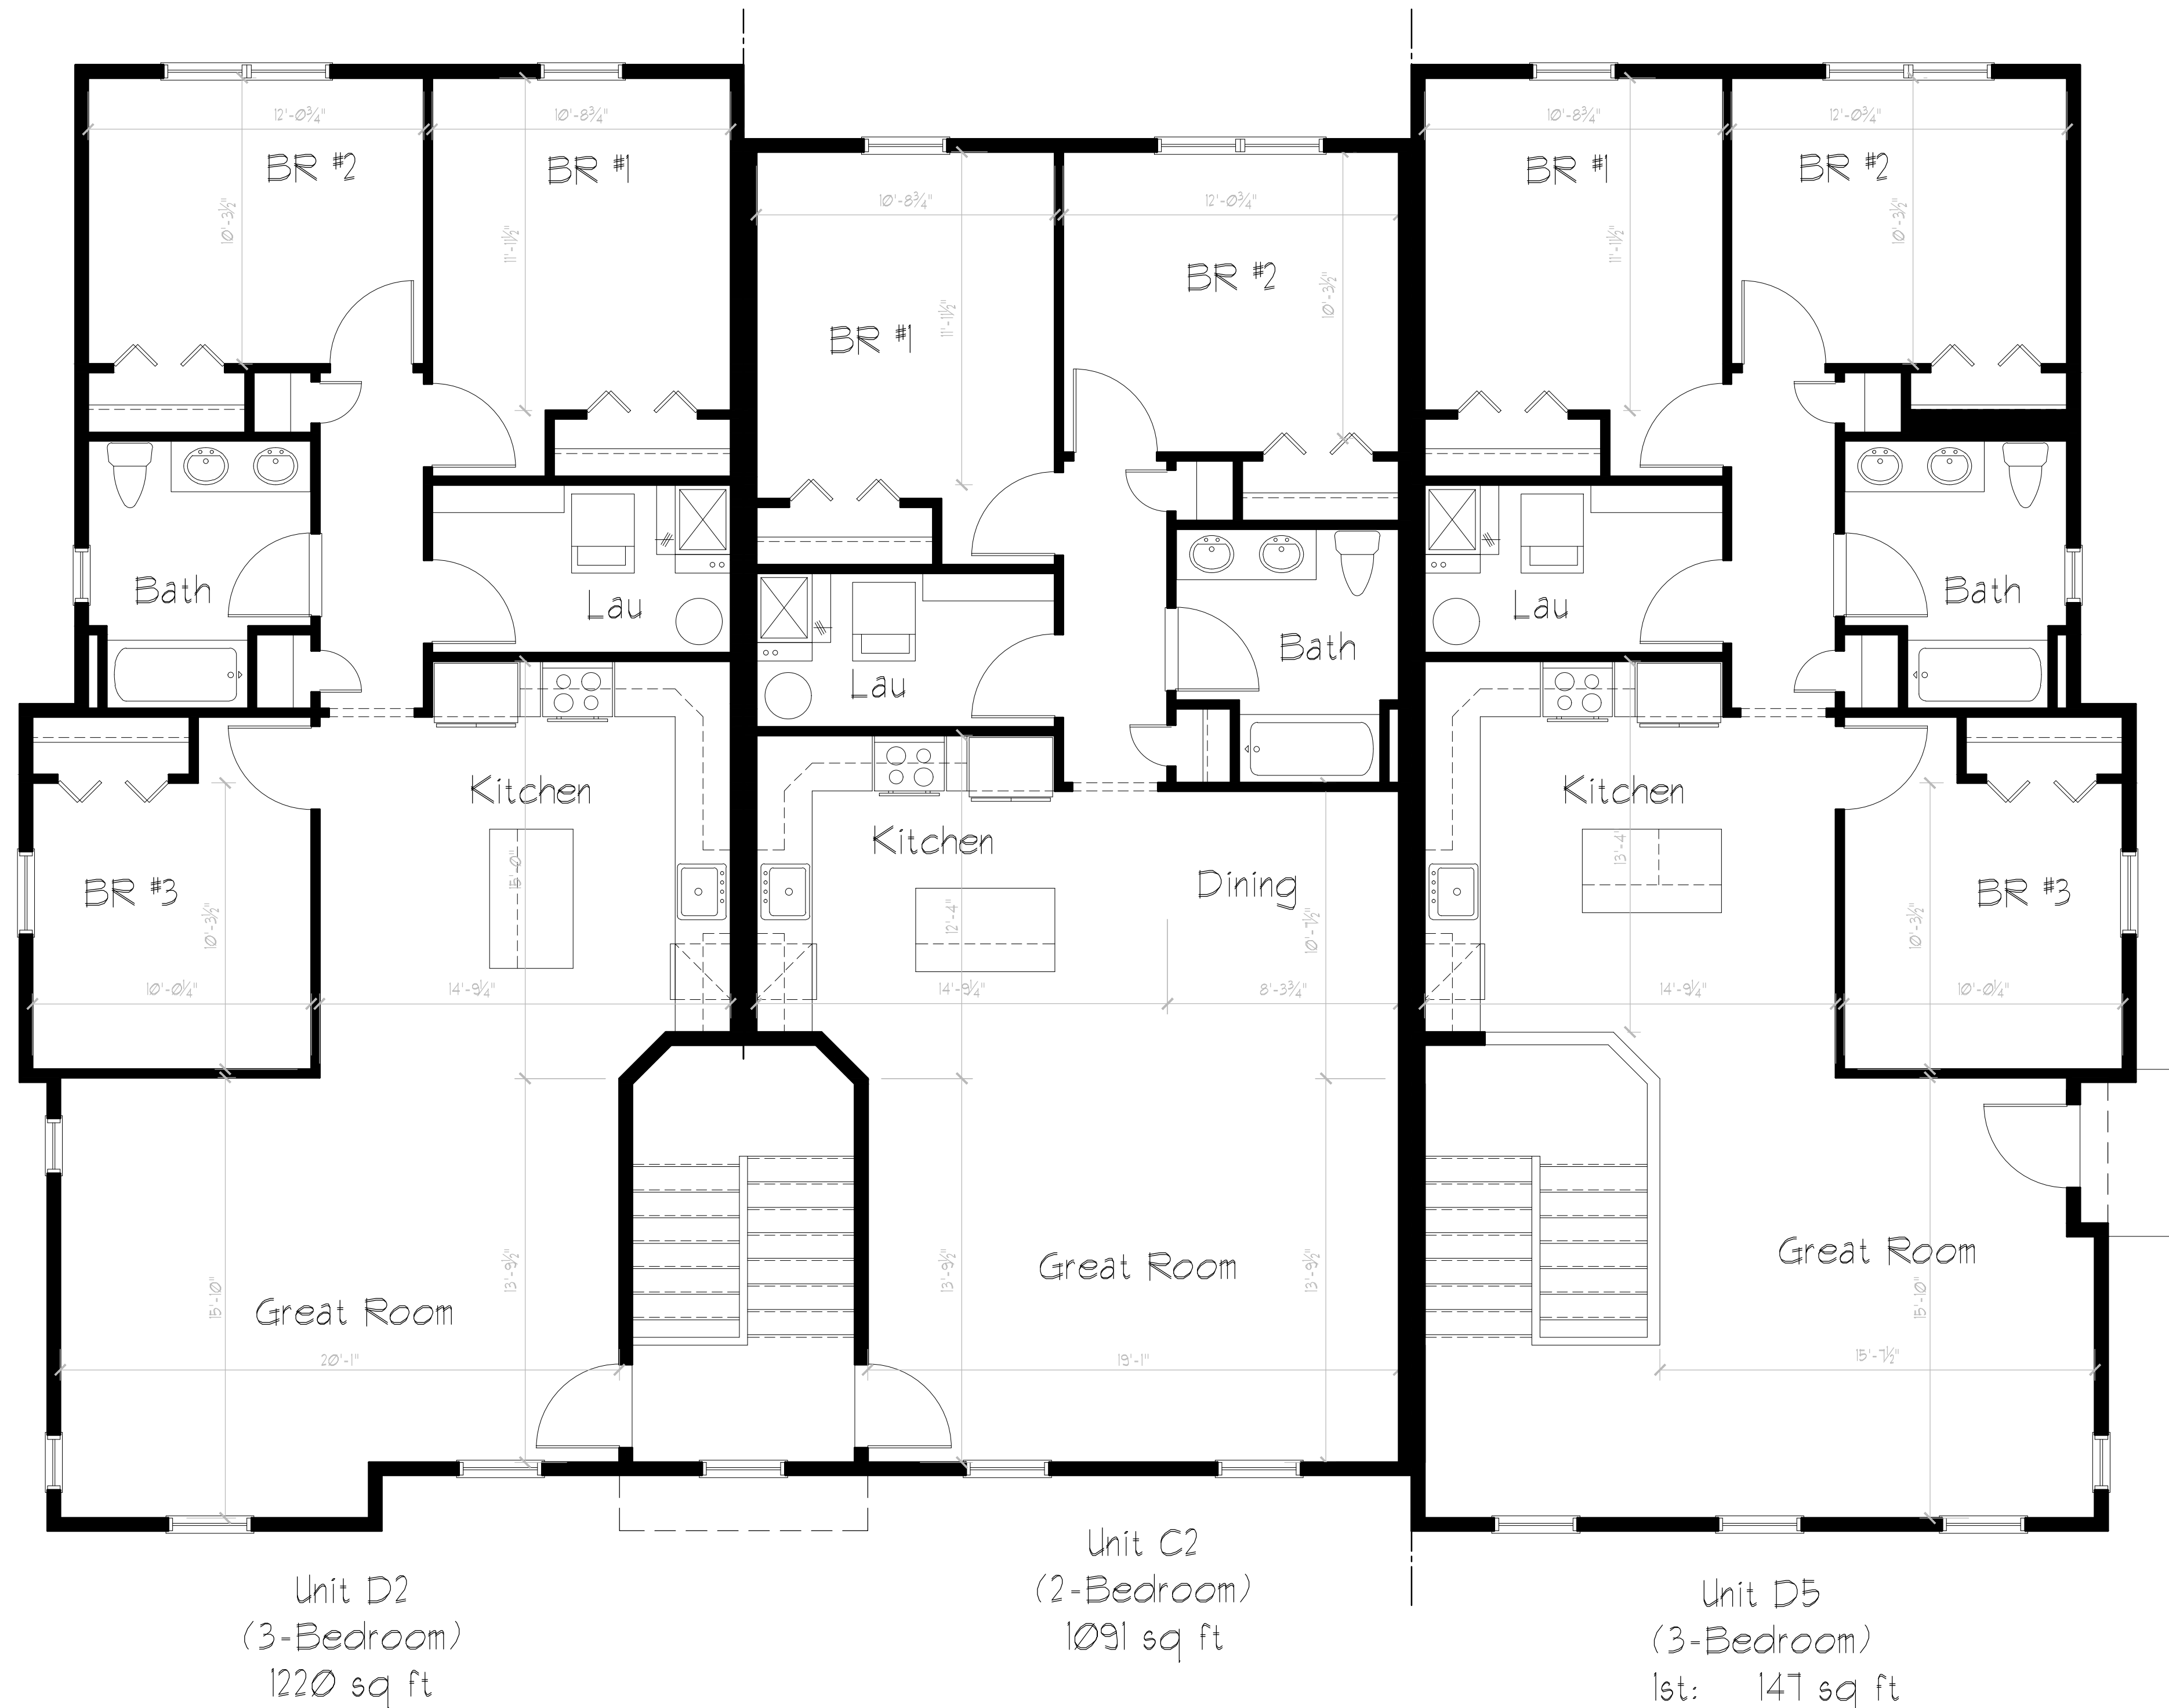 12'-0¾"
10'-8¾"
10'-8¾"
12'-0¾"
BR #2
BR #1
BR #1
BR #2
10'-3½"
11'-1½"
10'-8¾"
12'-0¾"
11'-1½"
10'-3½"
BR #2
10'-3½"
BR #1
11'-1½"
Bath
Lau
Bath
Lau
Lau
Bath
Kitchen
Kitchen
Kitchen
13'-4"
15'-0"
BR #3
Dining
BR #3
10'-3½"
12'-4"
10'-7½"
10'-3½"
10'-0¼"
14'-9¼"
14'-9¼"
8'-3¾"
14'-9¼"
10'-0¼"
Great Room
Great Room
Great Room
13'-9½"
13'-9½"
13'-9½"
15'-10"
15'-10"
20'-1"
19'-1"
15'-7½"
Unit D2
(3-Bedroom)
1220 sq ft
Unit C2
(2-Bedroom)
1091 sq ft
Unit D5
(3-Bedroom)
1st: 147 sq ft